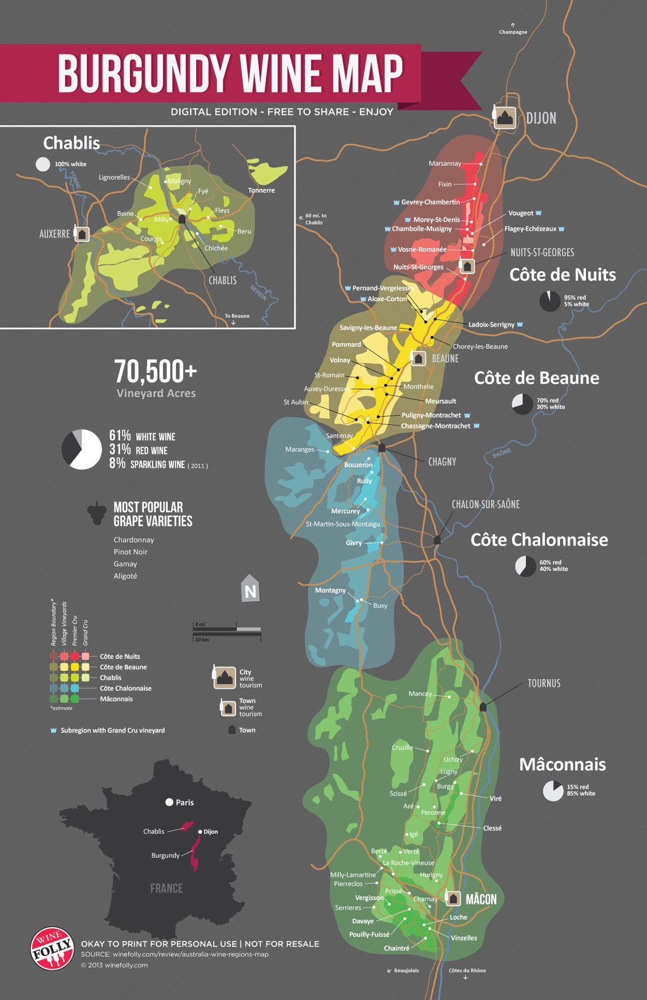 Champagne
BURGUNDY WINE MAP
DIGITAL EDITION - FREE TO SHARE - ENJOY
DIJON
Chablis
100% white
YONNE
Lignorelles
Maligny
Fyé
Tonnerre
Beine
Milly
Fleys
AUXERRE
Courgis
Beru
Chichée
CHABLIS
SEREIN
To Beaune
60 mi. to
Chablis
Marsannay
Fixin
Gevrey-Chambertin
Morey-St-Denis
Chambolle-Musigny
Vougeot
Flagey-Echézeaux
Vosne-Romanée
NUITS-ST-GEORGES
Nuits-St-Georges
Côte de Nuits
95% red
5% white
Pernand-Vergelesses
Aloxe-Corton
Savigny-les-Beaune
Ladoix-Serrigny
Pommard
Chorey-les-Beaune
Volnay
BEAUNE
St-Romain
Auxey-Duresses
Monthelie
St Aubin
Meursault
Puligny-Montrachet
Chassagne-Montrachet
Santenay
Côte de Beaune
70% red
30% white
70,500+
Vineyard Acres
61% WHITE WINE
31% RED WINE
8% SPARKLING WINE ( 2011 )
Maranges
CHAGNY
SAÔNE
Bouzeron
Rully
Mercurey
St-Martin-Sous-Montaigu
Givry
CHALON-SUR-SAÔNE
Côte Chalonnaise
60% red
40% white
Montagny
Buxy
MOST POPULAR
GRAPE VARIETIES
Chardonnay
Pinot Noir
Gamay
Aligoté
N
4 mi
10 km
Region Boundary*
Village Vineyards
Premier Cru
Grand Cru
Côte de Nuits
Côte de Beaune
Chablis
Côte Chalonnaise
Mâconnais
*estimate
Subregion with Grand Cru vineyard
City
wine
tourism
Town
wine
tourism
Town
TOURNUS
Mancey
Cruzille
Uchizy
Lugny
Burgy
Scissé
Viré
Azé
Peronne
Clessé
Igé
Berzé
Verzé
La Roche-Vineuse
Milly-Lamartine
Hurigny
Pierreclos
Prissé
Vergisson
Charnay
MÂCON
Serrieres
Davaye
Loche
Pouilly-Fuissé
Vinzelles
Chaintré
Mâconnais
15% red
85% white
Paris
Chablis
Dijon
Burgundy
FRANCE
WINE
FOLLY
OKAY TO PRINT FOR PERSONAL USE | NOT FOR RESALE
SOURCE: winefolly.com/review/australia-wine-regions-map
© 2013 winefolly.com
Beaujolais
Côtes du Rhône